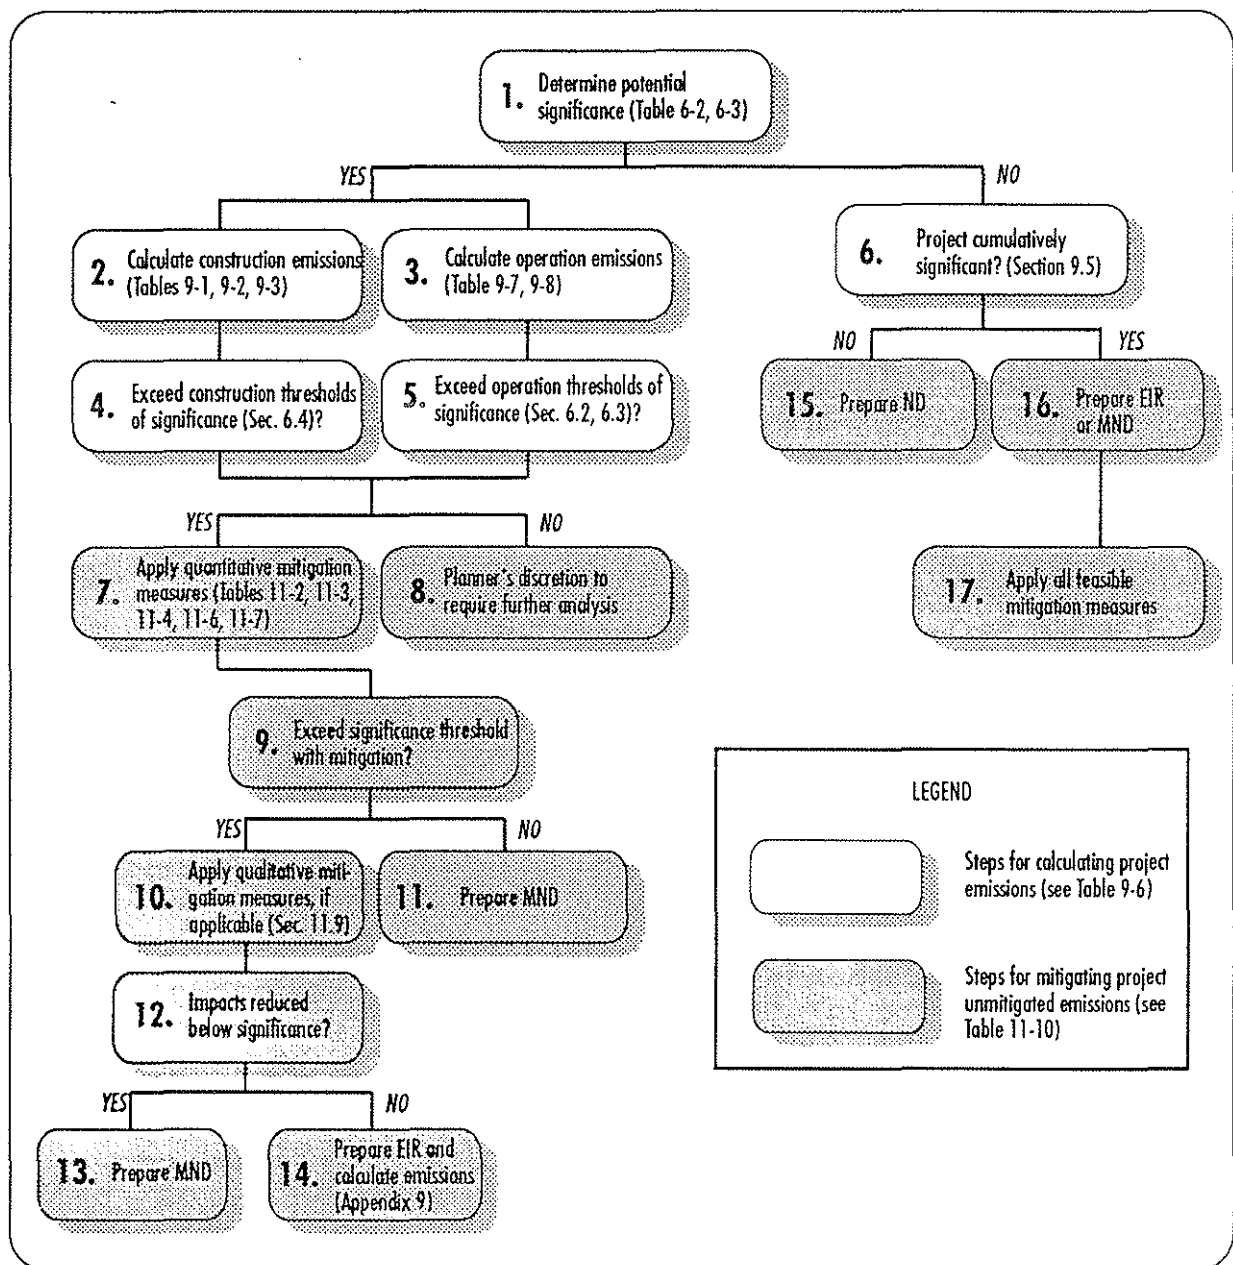 1. Determine potential
significance (Table 6-2, 6-3)
YES
NO
2. Calculate construction emissions
(Tables 9-1, 9-2, 9-3)
3. Calculate operation emissions
(Table 9-7, 9-8)
6. Project cumulatively
significant? (Section 9.5)
NO
YES
4. Exceed construction thresholds
of significance (Sec. 6.4)?
5. Exceed operation thresholds of
significance (Sec. 6.2, 6.3)?
15. Prepare ND
16. Prepare EIR
or MND
YES
NO
7. Apply quantitative mitigation
measures (Tables 11-2, 11-3,
11-4, 11-6, 11-7)
8. Planner's discretion to
require further analysis
17. Apply all feasible
mitigation measures
9. Exceed significance threshold
with mitigation?
YES
NO
10. Apply qualitative miti-
gation measures, if
applicable (Sec. 11.9)
11. Prepare MND
12. Impacts reduced
below significance?
YES
NO
13. Prepare MND
14. Prepare EIR and
calculate emissions
(Appendix 9)
LEGEND
Steps for calculating project
emissions (see Table 9-6)
Steps for mitigating project
unmitigated emissions (see
Table 11-10)